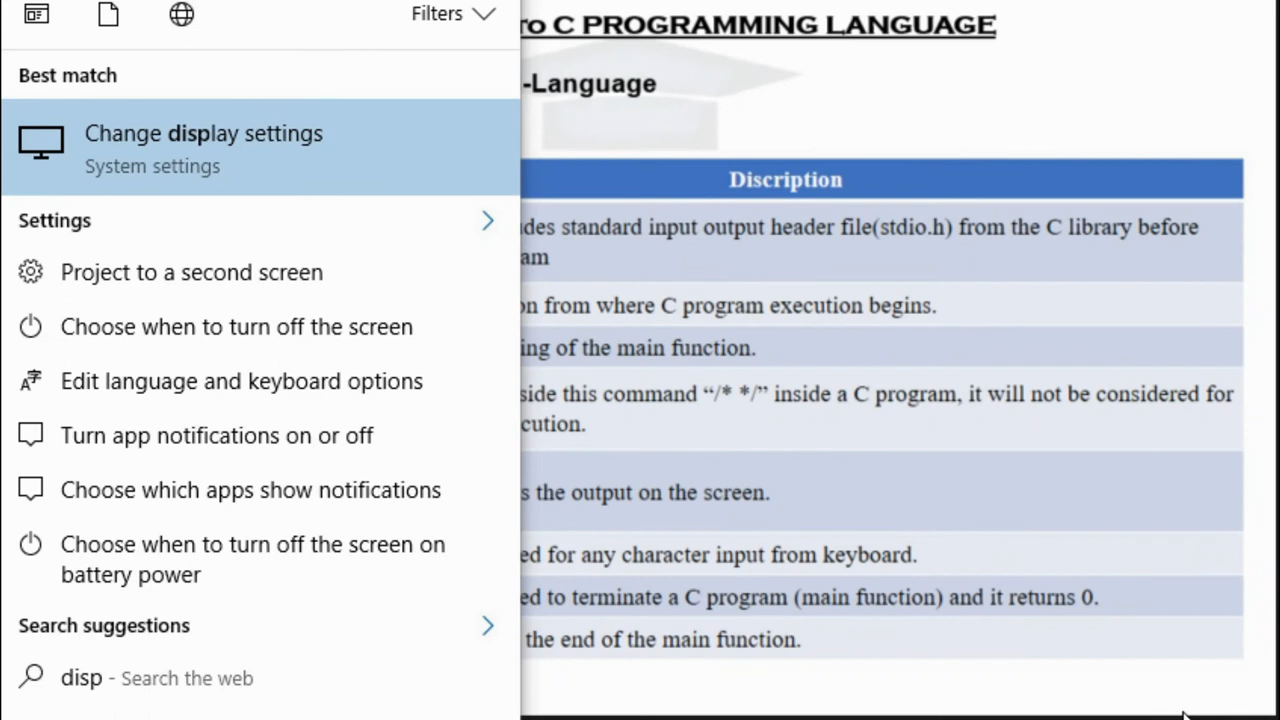 Filters
Best match
Change display settings
System settings
Settings
Project to a second screen
Choose when to turn off the screen
Edit language and keyboard options
Turn app notifications on or off
Choose which apps show notifications
Choose when to turn off the screen on
battery power
Search suggestions
disp - Search the web
C PROGRAMMING LANGUAGE
-Language
Discription
des standard input output header file(stdio.h) from the C library before
am
on from where C program execution begins.
ing of the main function.
side this command “/* */” inside a C program, it will not be considered for
cution.
s the output on the screen.
ed for any character input from keyboard.
ed to terminate a C program (main function) and it returns 0.
the end of the main function.